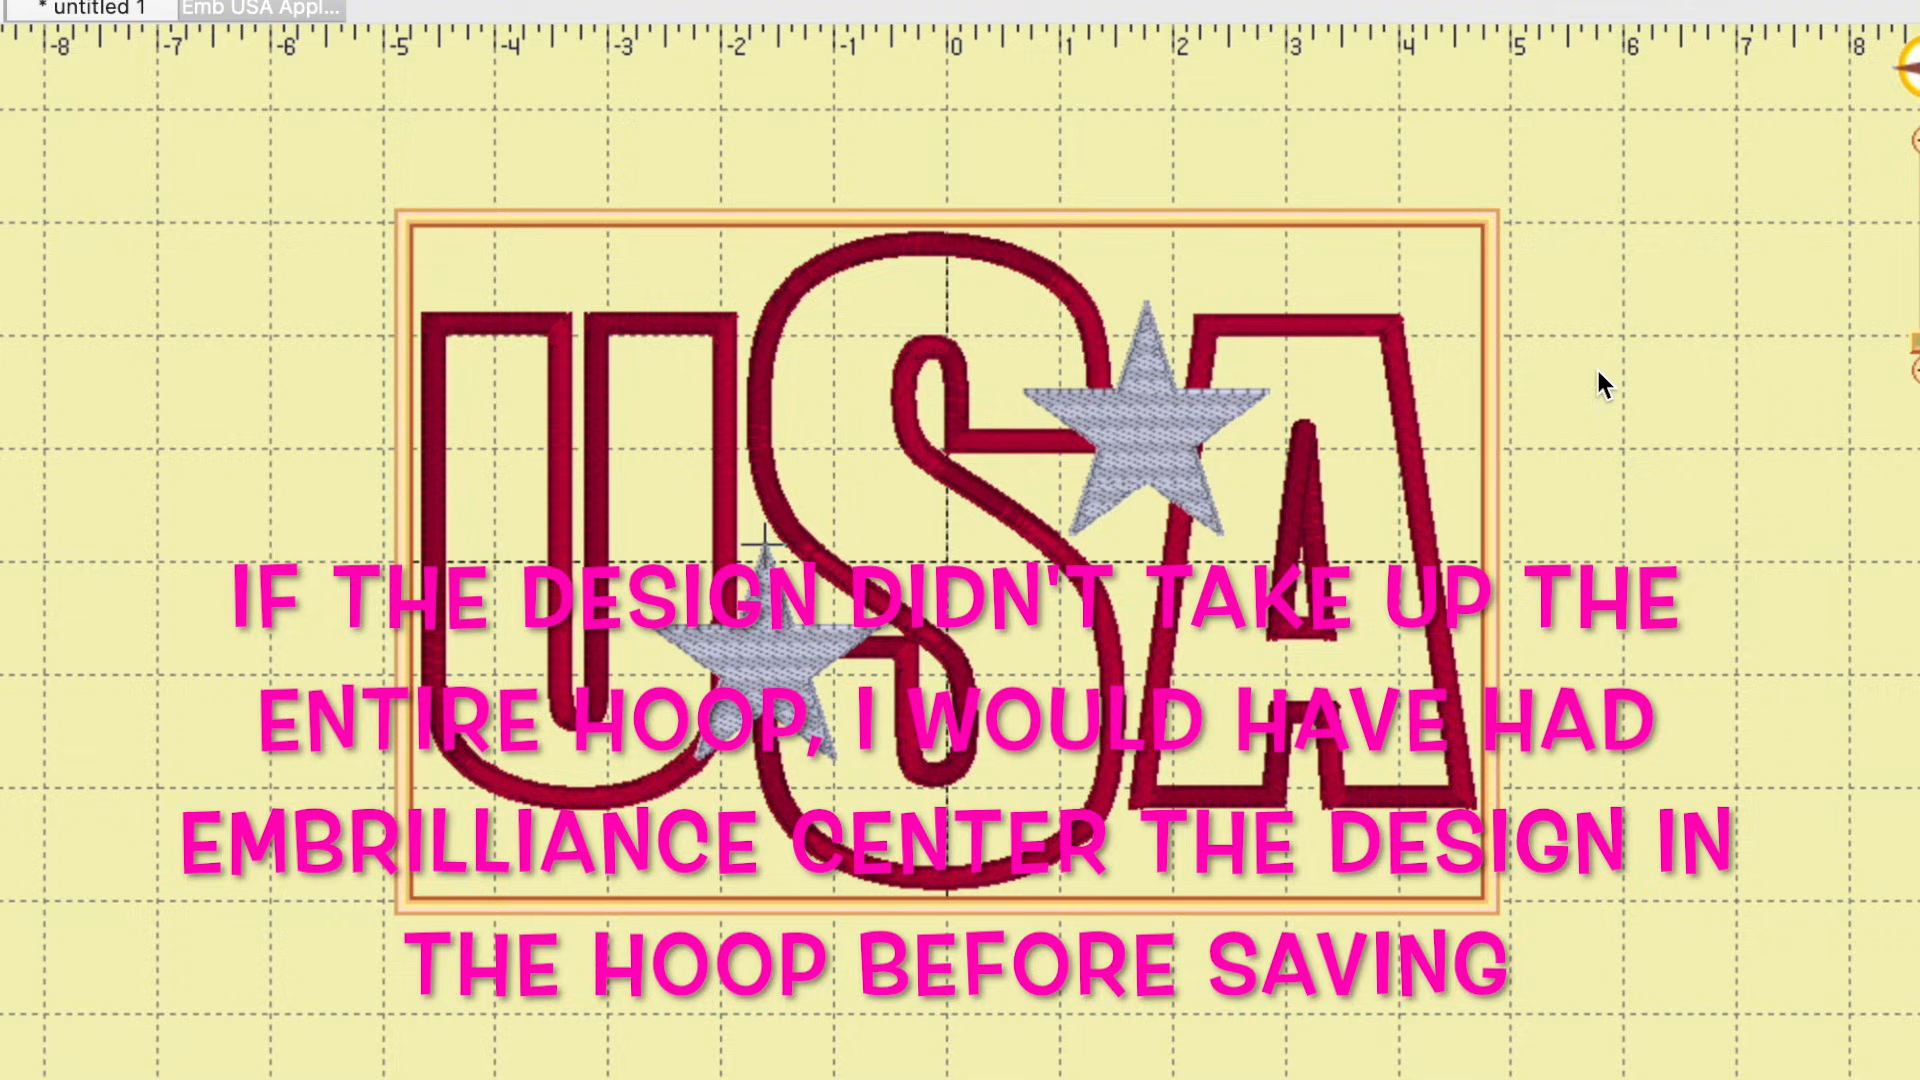 * untitled 1
Emb USA Appl...
-8 -7 -6 -5 -4 -3 -2 -1 0 1 2 3 4 5 6 7 8
USA
IF THE DESIGN DIDN'T TAKE UP THE
ENTIRE HOOP, I WOULD HAVE HAD
EMBRILLIANCE CENTER THE DESIGN IN
THE HOOP BEFORE SAVING